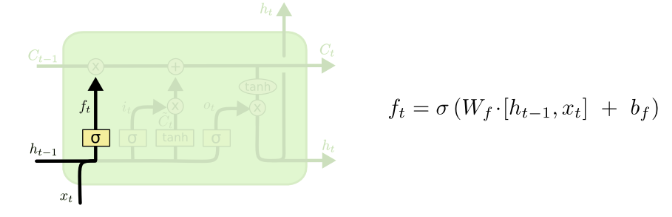 h_t
C_{t-1}
C_t
× +
tanh
f_t i_t × o_t ×
C̃_t
σ σ tanh σ
h_{t-1}
h_t
x_t
f_t = σ (W_f · [h_{t-1}, x_t] + b_f)